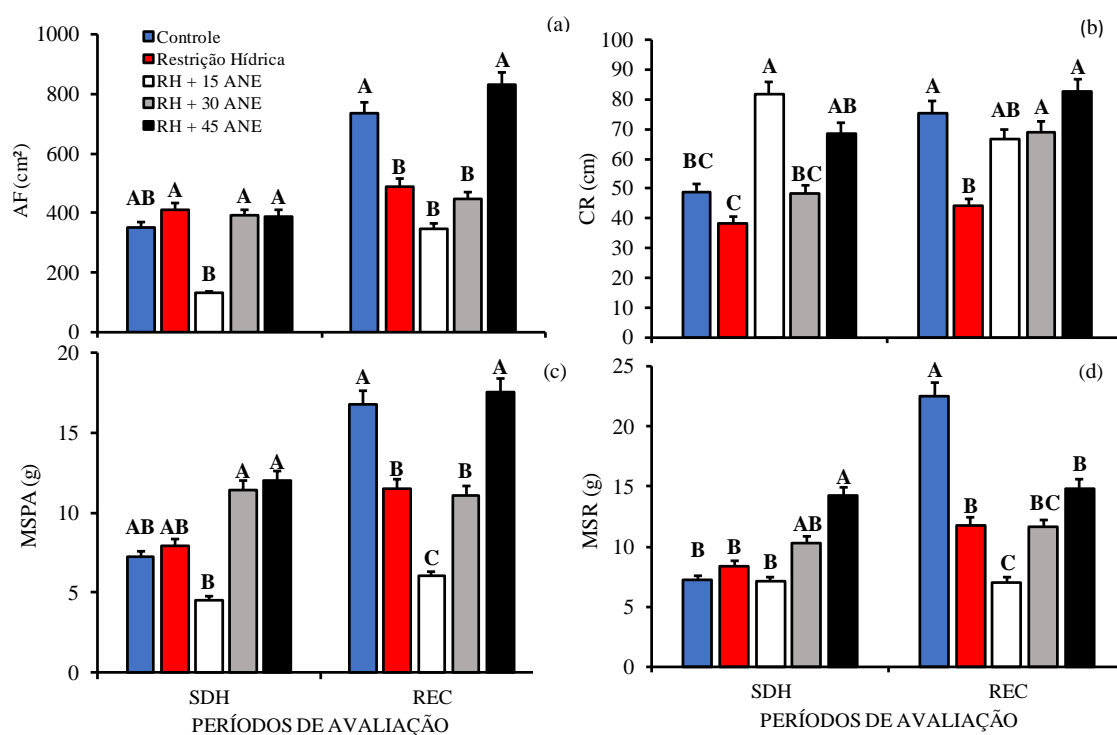 (a)
Controle
Restrição Hídrica
RH + 15 ANE
RH + 30 ANE
RH + 45 ANE
AF (cm²)
1000
800
600
400
200
0
AB
A
B
A
A
A
B
B
B
A
(b)
CR (cm)
100
90
80
70
60
50
40
30
20
10
0
BC
C
A
BC
AB
A
B
AB
A
A
(c)
MSPA (g)
20
15
10
5
0
AB
AB
B
A
A
A
B
C
B
A
SDH
REC
PERÍODOS DE AVALIAÇÃO
(d)
MSR (g)
25
20
15
10
5
0
B
B
B
AB
A
A
B
C
BC
B
SDH
REC
PERÍODOS DE AVALIAÇÃO